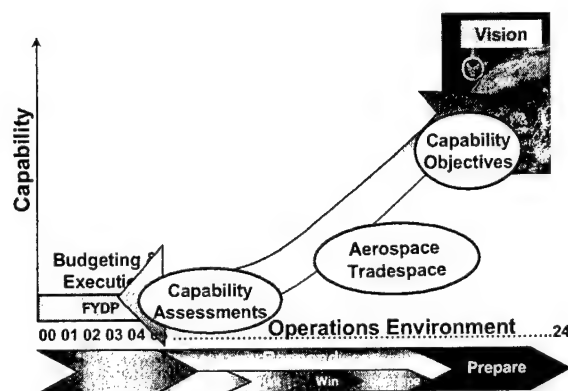 Vision
Capability
Objectives
Capability
Aerospace
Tradespace
Budgeting &
Execution
FYDP
Capability
Assessments
00 01 02 03 04
Operations Environment
24
Win
Prepare